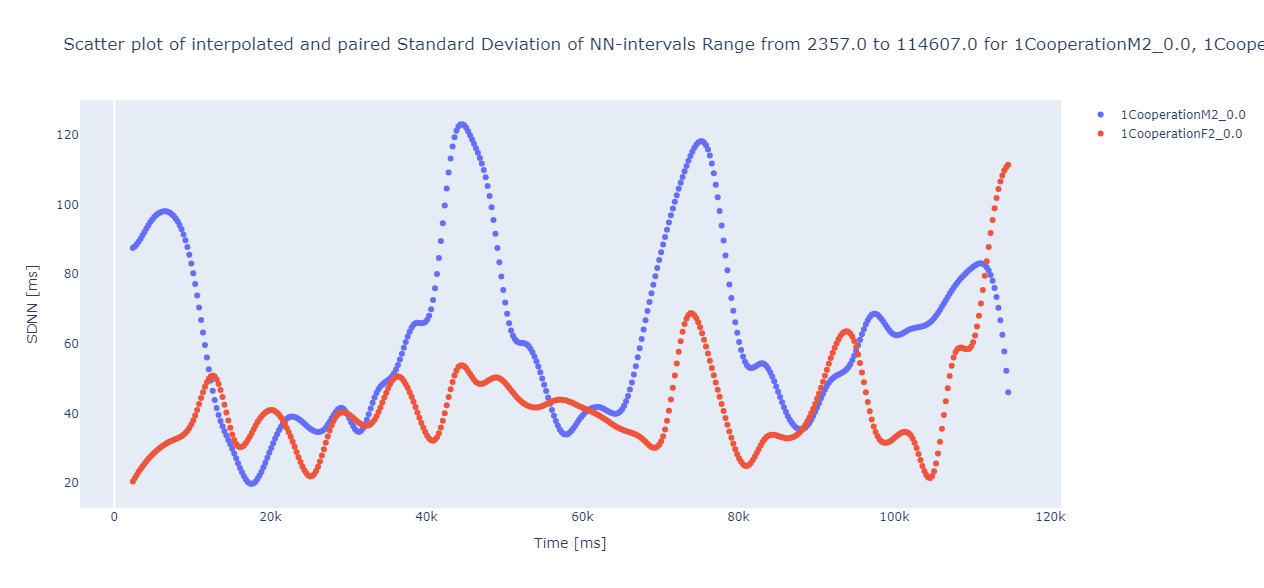 Scatter plot of interpolated and paired Standard Deviation of NN-intervals Range from 2357.0 to 114607.0 for 1CooperationM2_0.0, 1Coope
1CooperationM2_0.0
1CooperationF2_0.0
120
100
80
60
40
20
SDNN [ms]
0 20k 40k 60k 80k 100k 120k
Time [ms]